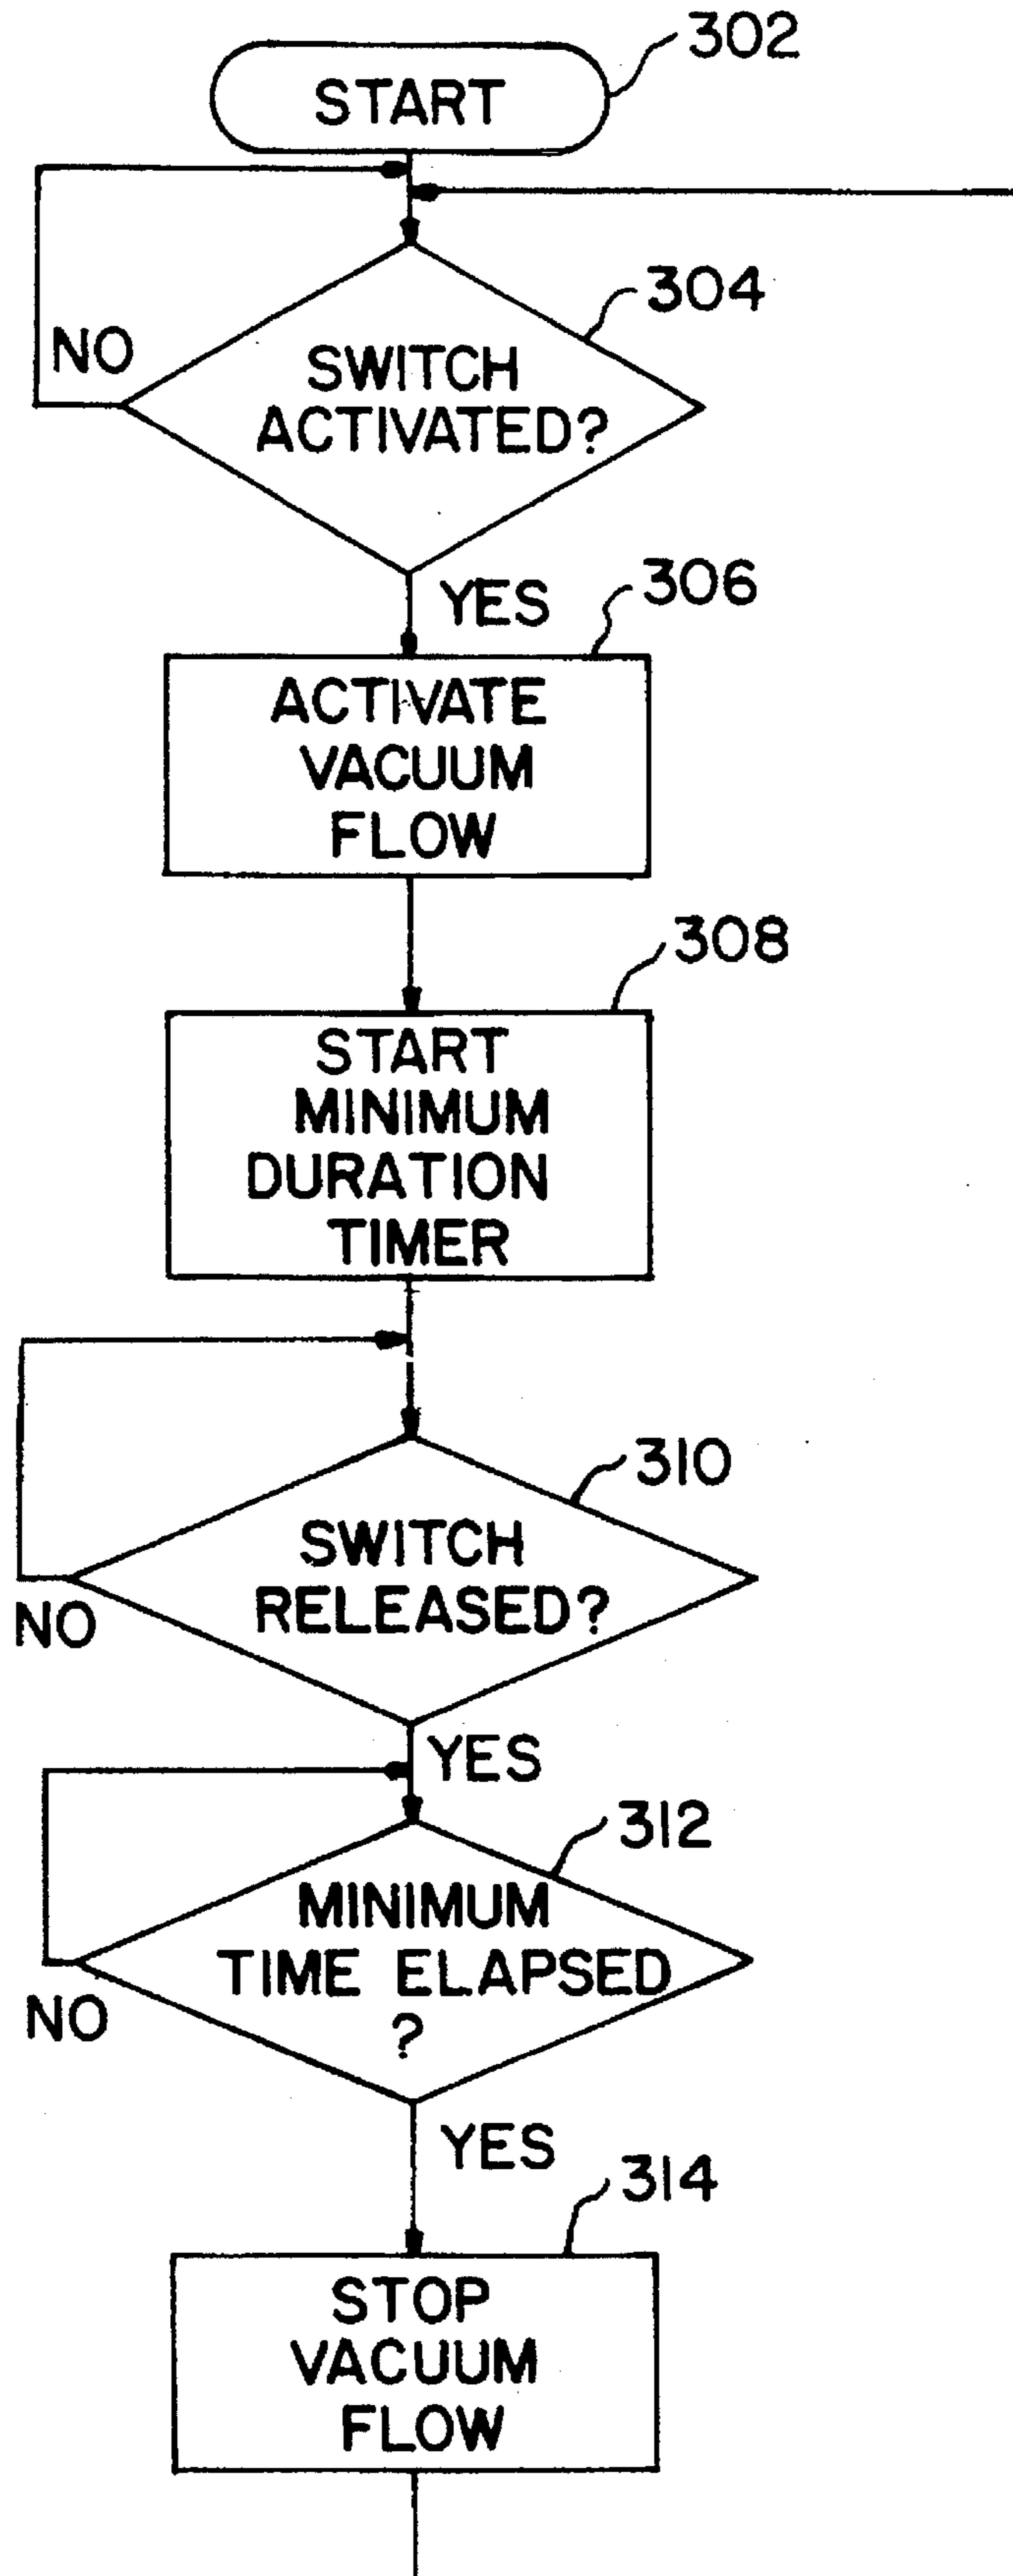 302
START
304
NO
SWITCH
ACTIVATED?
YES
306
ACTIVATE
VACUUM
FLOW
308
START
MINIMUM
DURATION
TIMER
310
SWITCH
RELEASED?
NO
YES
312
MINIMUM
TIME ELAPSED
?
NO
YES
314
STOP
VACUUM
FLOW